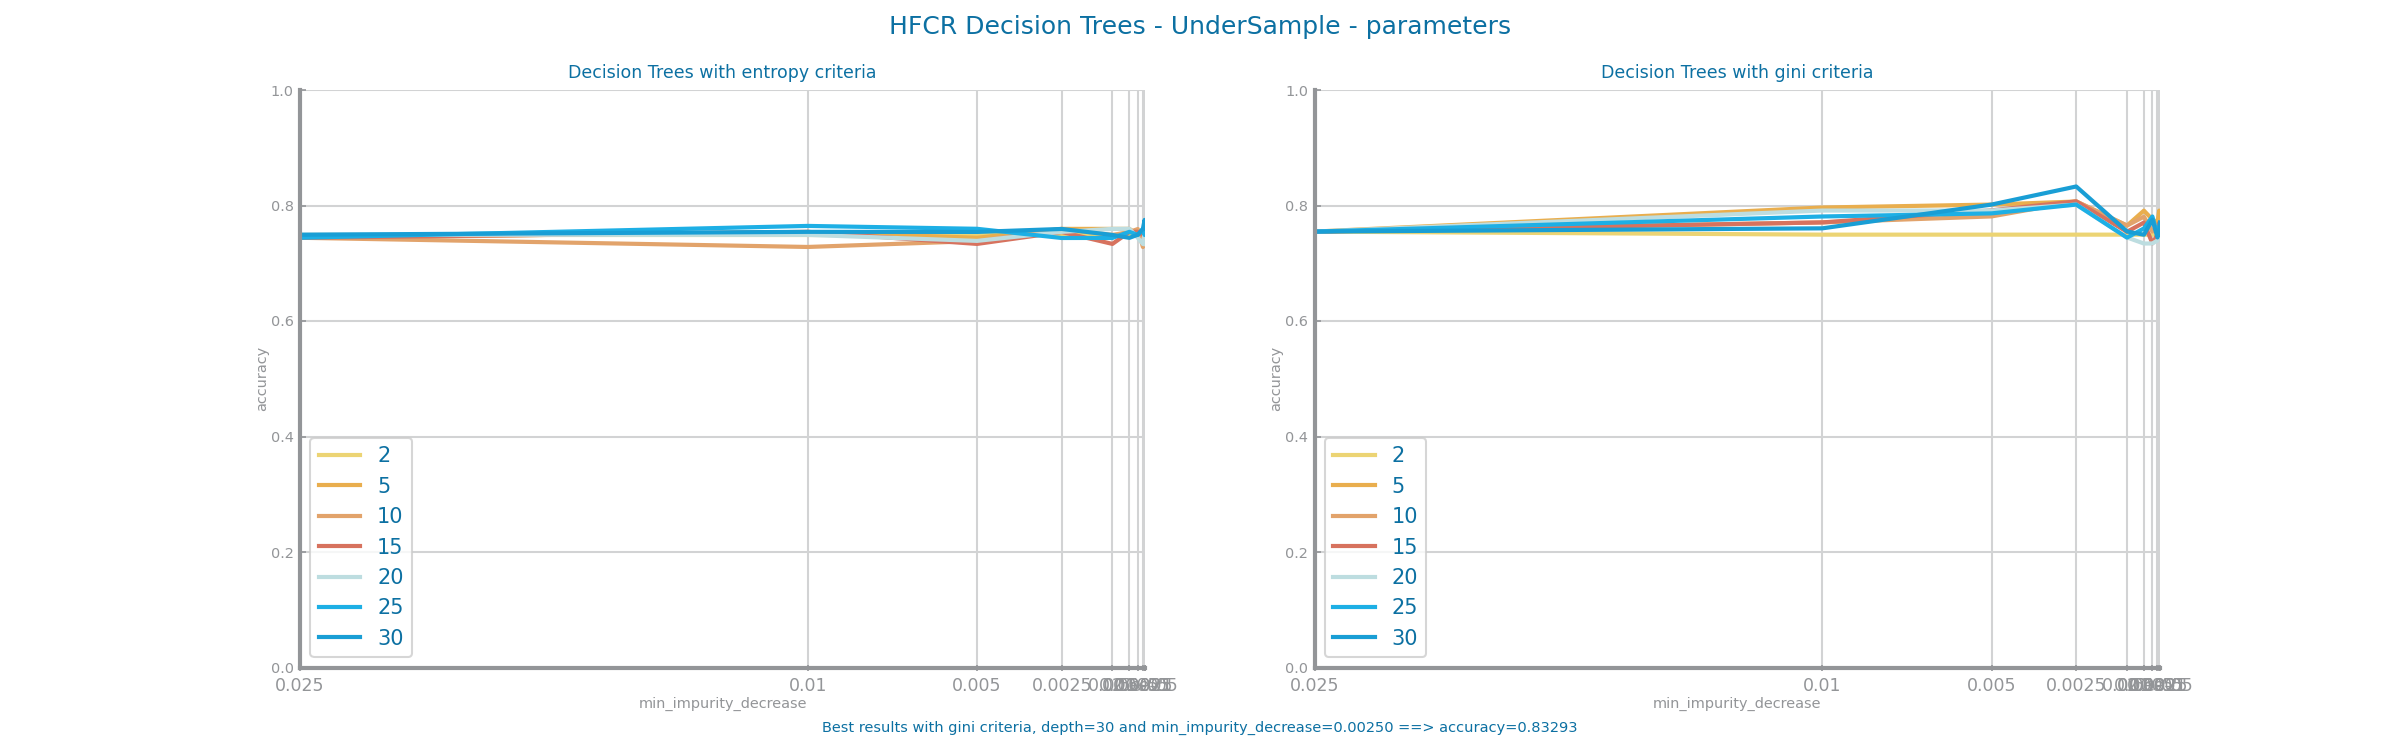 HFCR Decision Trees - UnderSample - parameters
Decision Trees with entropy criteria
1.0
0.8
0.6
0.4
0.2
0.0
accuracy
2
5
10
15
20
25
30
0.025 0.01 0.005 0.0025
min_impurity_decrease
Decision Trees with gini criteria
1.0
0.8
0.6
0.4
0.2
0.0
accuracy
2
5
10
15
20
25
30
0.025 0.01 0.005 0.0025
min_impurity_decrease
Best results with gini criteria, depth=30 and min_impurity_decrease=0.00250 ==> accuracy=0.83293